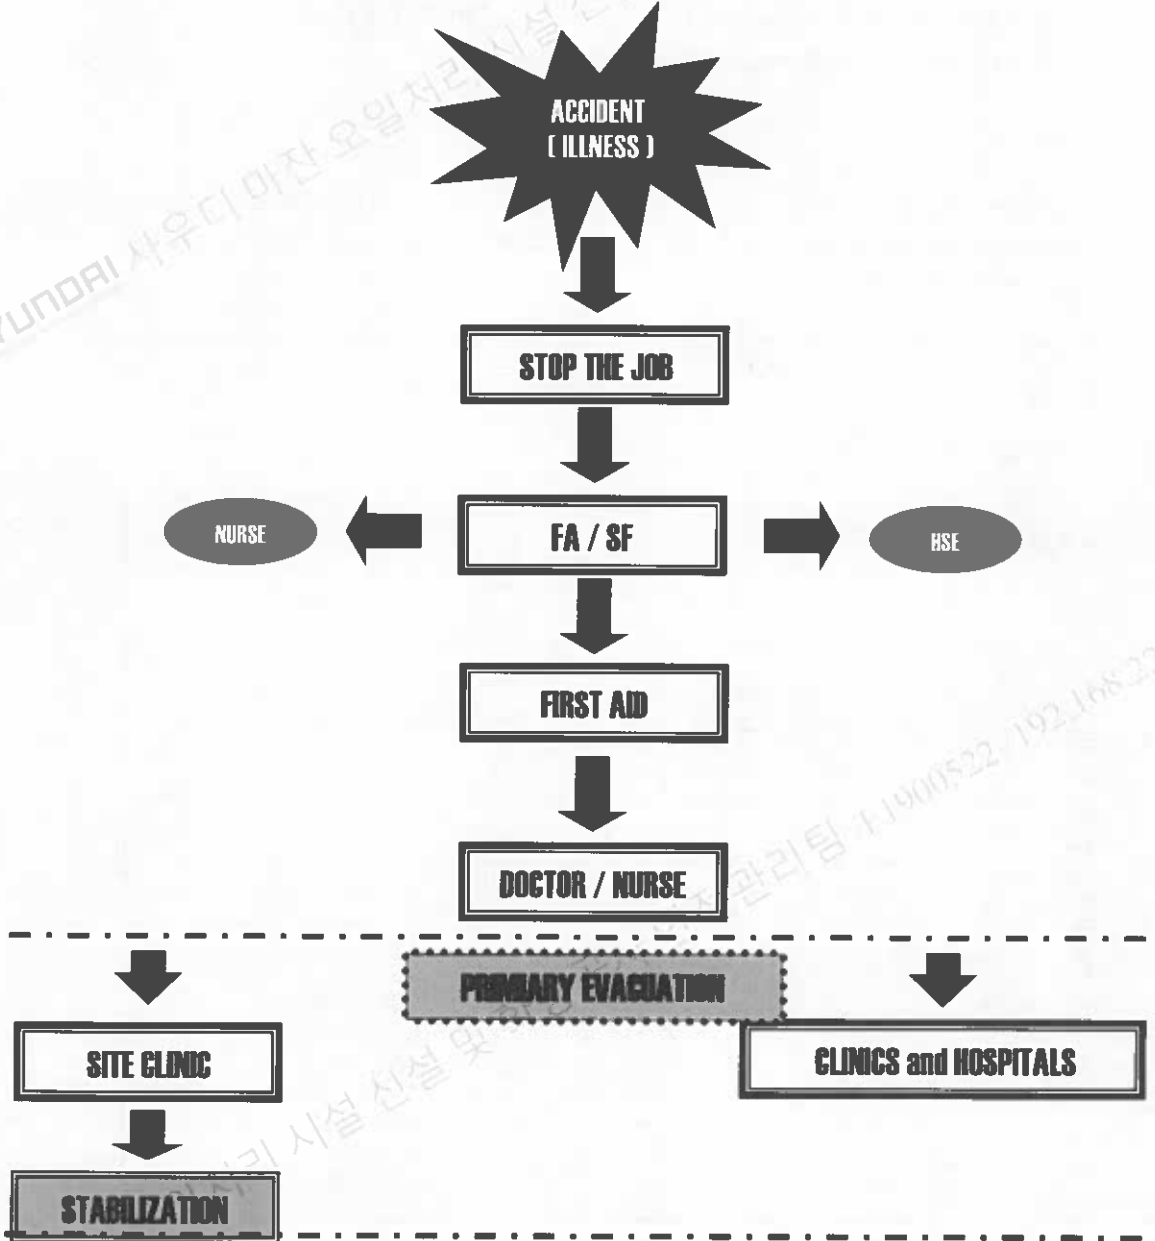 ACCIDENT
( ILLNESS )
STOP THE JOB
NURSE
FA / SF
HSE
FIRST AID
DOCTOR / NURSE
PRIMIARY EVACUATION
SITE CLINIC
CLINICS and HOSPITALS
STABILIZATION